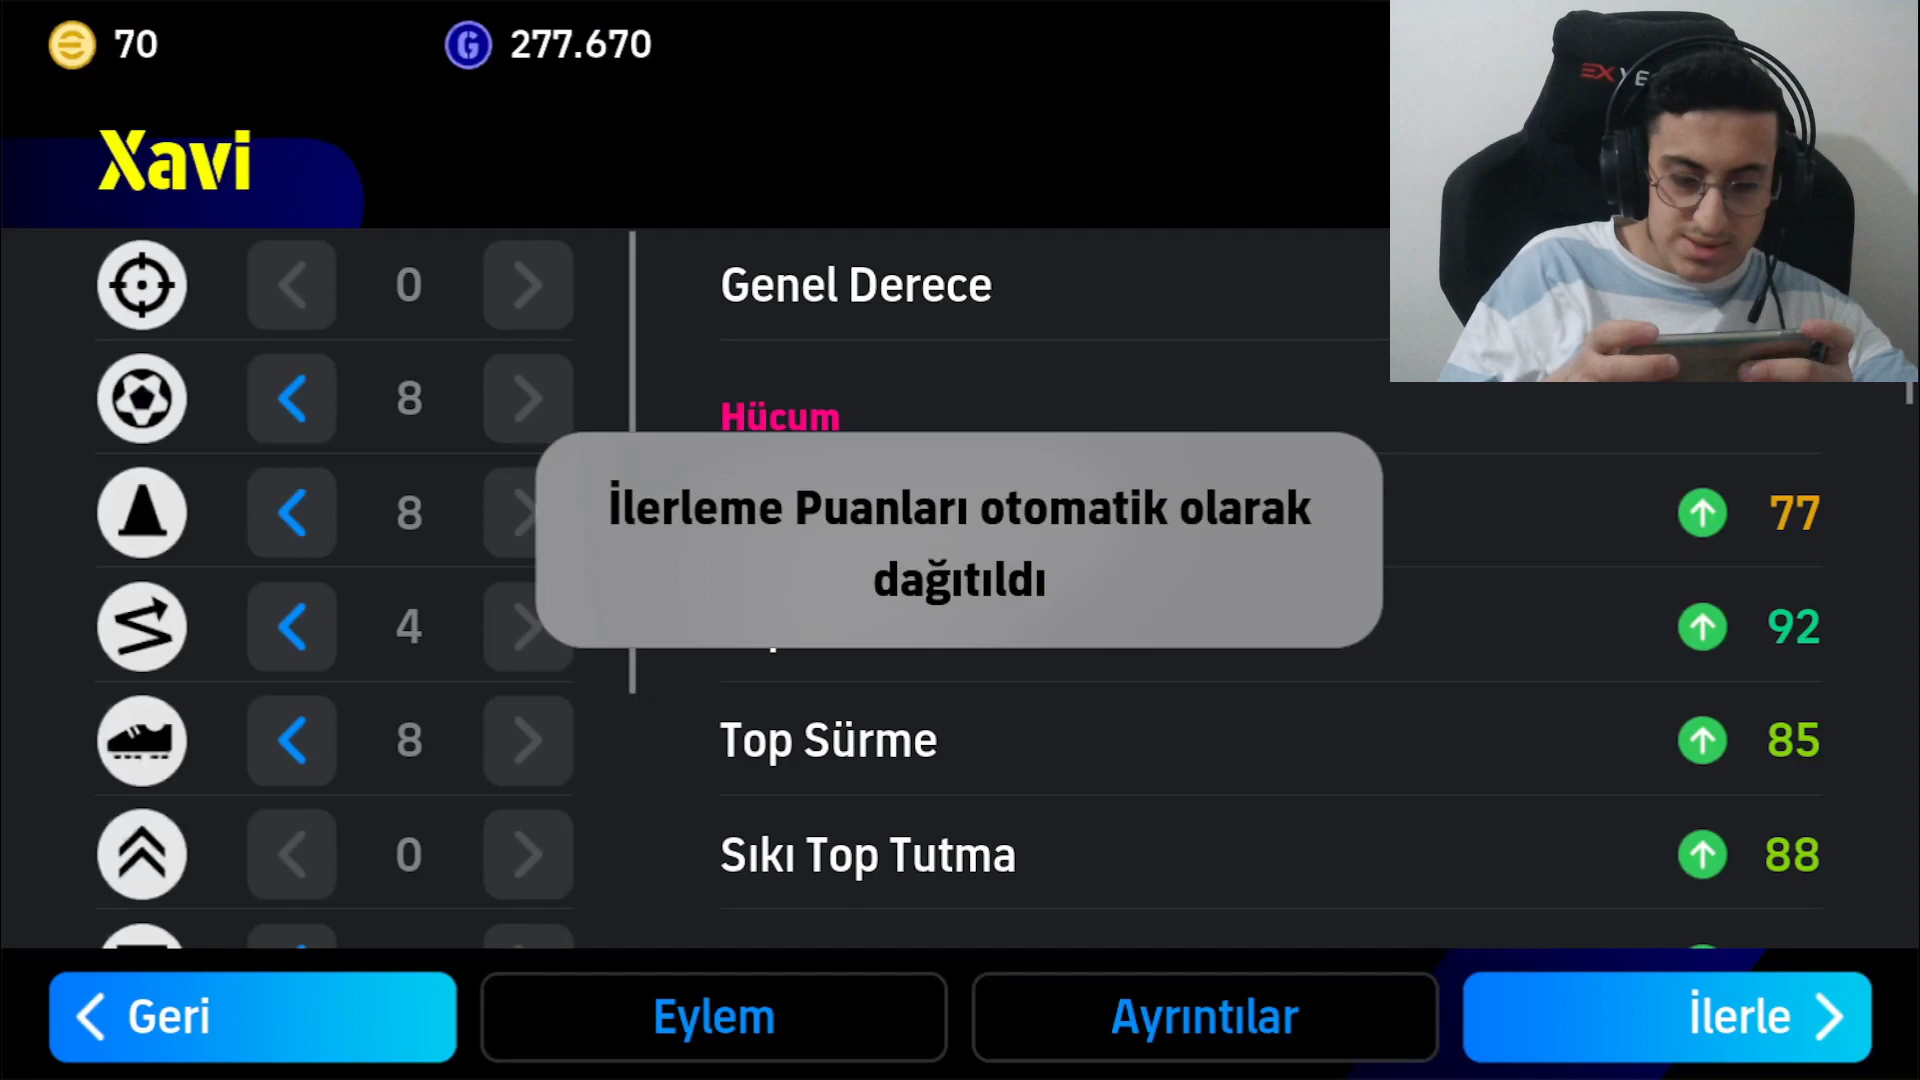 70
277.670
Xavi
EX
0
Genel Derece
8
Hücum
İlerleme Puanları otomatik olarak
dağıtıldı
8
77
4
92
8
Top Sürme
85
0
Sıkı Top Tutma
88
Geri
Eylem
Ayrıntılar
İlerle